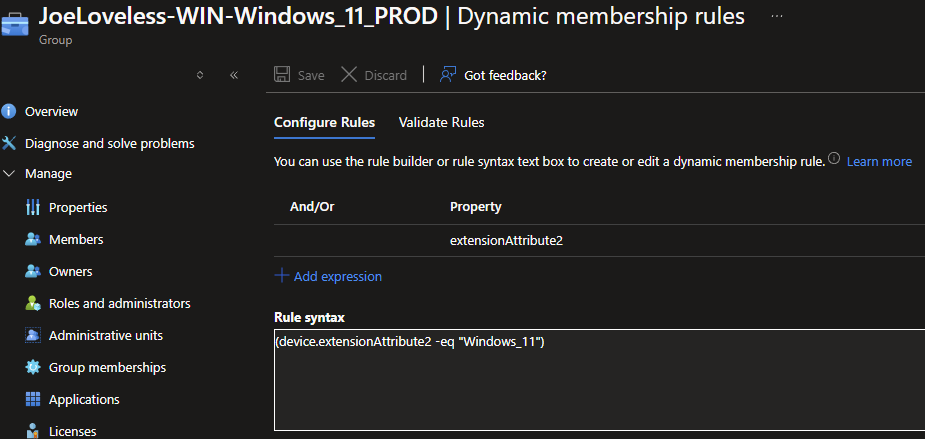 JoeLoveless-WIN-Windows_11_PROD | Dynamic membership rules ...
Group
Save Discard Got feedback?
Overview
Diagnose and solve problems
Manage
Properties
Members
Owners
Roles and administrators
Administrative units
Group memberships
Applications
Licenses
Configure Rules Validate Rules
You can use the rule builder or rule syntax text box to create or edit a dynamic membership rule. Learn more
And/Or Property
extensionAttribute2
Add expression
Rule syntax
(device.extensionAttribute2 -eq "Windows_11")